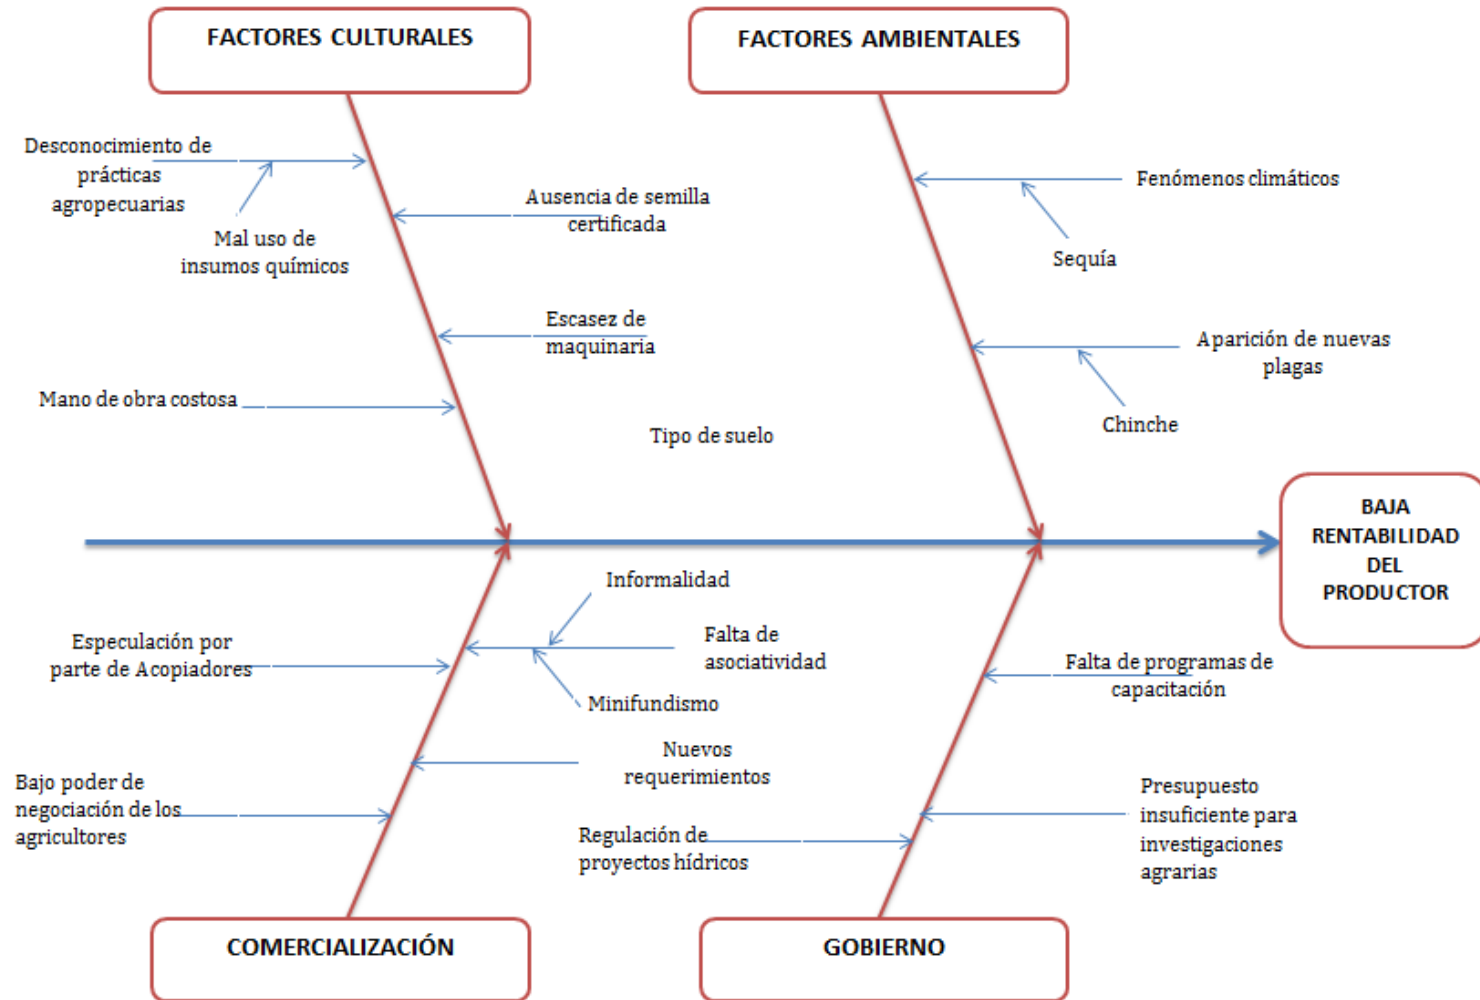 FACTORES CULTURALES
FACTORES AMBIENTALES
Desconocimiento de
prácticas
agropecuarias
Mal uso de
insumos químicos
Ausencia de semilla
certificada
Escasez de
maquinaria
Mano de obra costosa
Fenómenos climáticos
Sequía
Aparición de nuevas
plagas
Chinche
Tipo de suelo
BAJA
RENTABILIDAD
DEL
PRODUCTOR
Informalidad
Especulación por
parte de Acopiadores
Falta de
asociatividad
Minifundismo
Nuevos
requerimientos
Bajo poder de
negociación de los
agricultores
Falta de programas de
capacitación
Regulación de
proyectos hídricos
Presupuesto
insuficiente para
investigaciones
agrarias
COMERCIALIZACIÓN
GOBIERNO